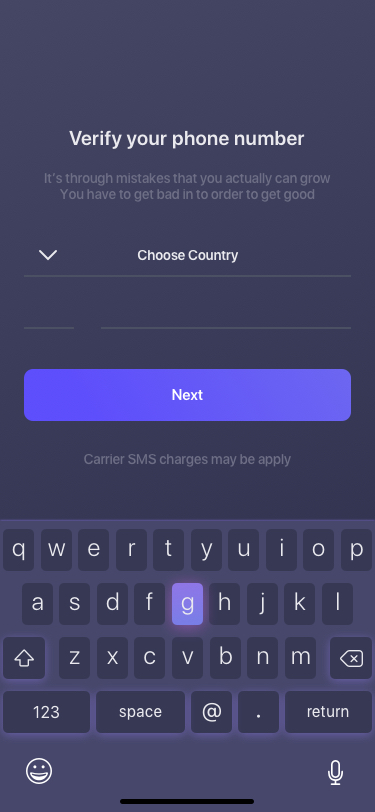 Verify your phone number
It's through mistakes that you actually can grow
You have to get bad in order to get good
Choose Country
Next
Carrier SMS charges may be apply
q w e r t y u i o p
a s d f g h j k l
z x c v b n m
123 space @ . return